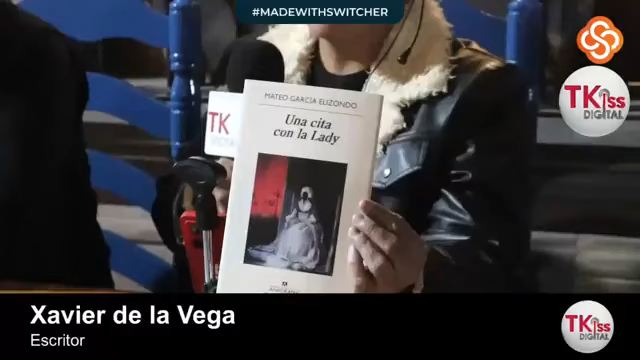 #MADEWITHSWITCHER
TKiss
DIGITAL
MATEO GARCÍA ELIZONDO
Una cita
con la Lady
TK
ANAGRAMA
Xavier de la Vega
Escritor
TKiss
DIGITAL